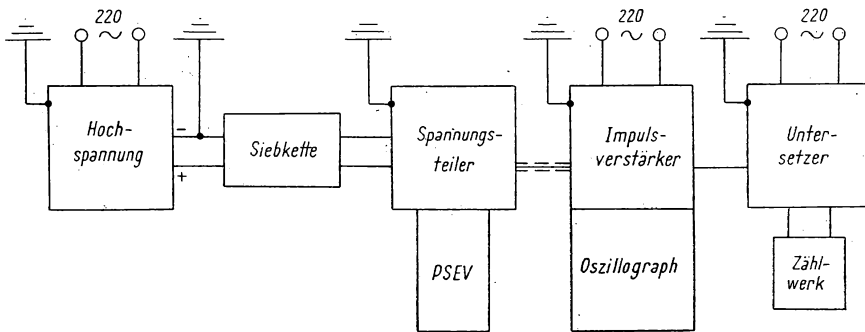 220
~
220
~
220
~
Hoch-
spannung
-
+
Siebkette
Spannungs-
teiler
Impuls-
verstärker
Unter-
setzer
PSEV
Oszillograph
Zähl-
werk